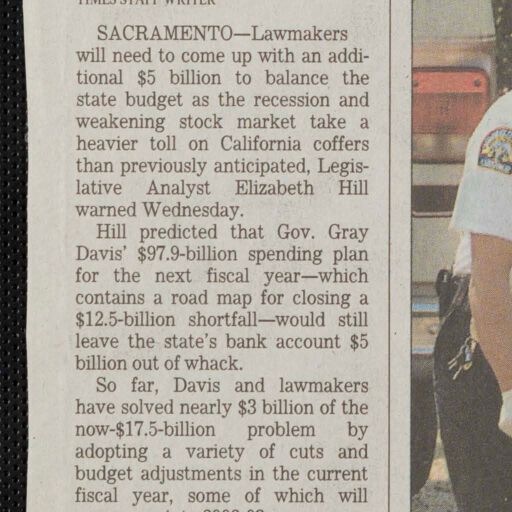 TIMES STAFF WRITER
SACRAMENTO—Lawmakers
will need to come up with an addi-
tional $5 billion to balance the
state budget as the recession and
weakening stock market take a
heavier toll on California coffers
than previously anticipated, Legis-
lative Analyst Elizabeth Hill
warned Wednesday.
Hill predicted that Gov. Gray
Davis’ $97.9-billion spending plan
for the next fiscal year—which
contains a road map for closing a
$12.5-billion shortfall—would still
leave the state’s bank account $5
billion out of whack.
So far, Davis and lawmakers
have solved nearly $3 billion of the
now-$17.5-billion problem by
adopting a variety of cuts and
budget adjustments in the current
fiscal year, some of which will